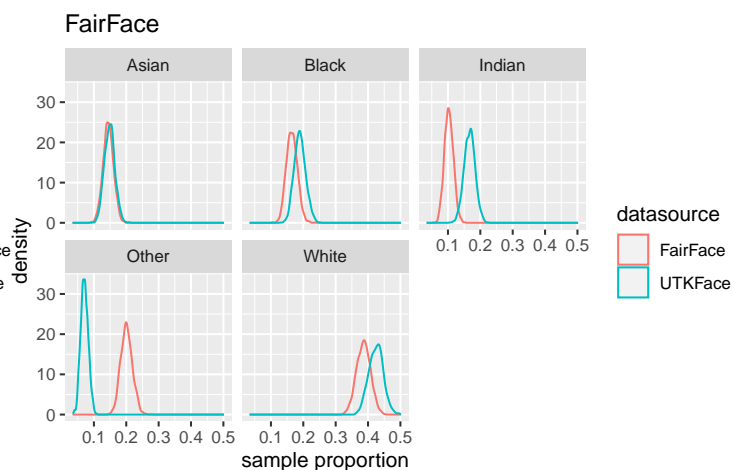 FairFace
Asian Black Indian
30
20
10
0
0.1 0.2 0.3 0.4 0.5
density
Other White
30
20
10
0
0.1 0.2 0.3 0.4 0.5 0.1 0.2 0.3 0.4 0.5
sample proportion
datasource
FairFace
UTKFace